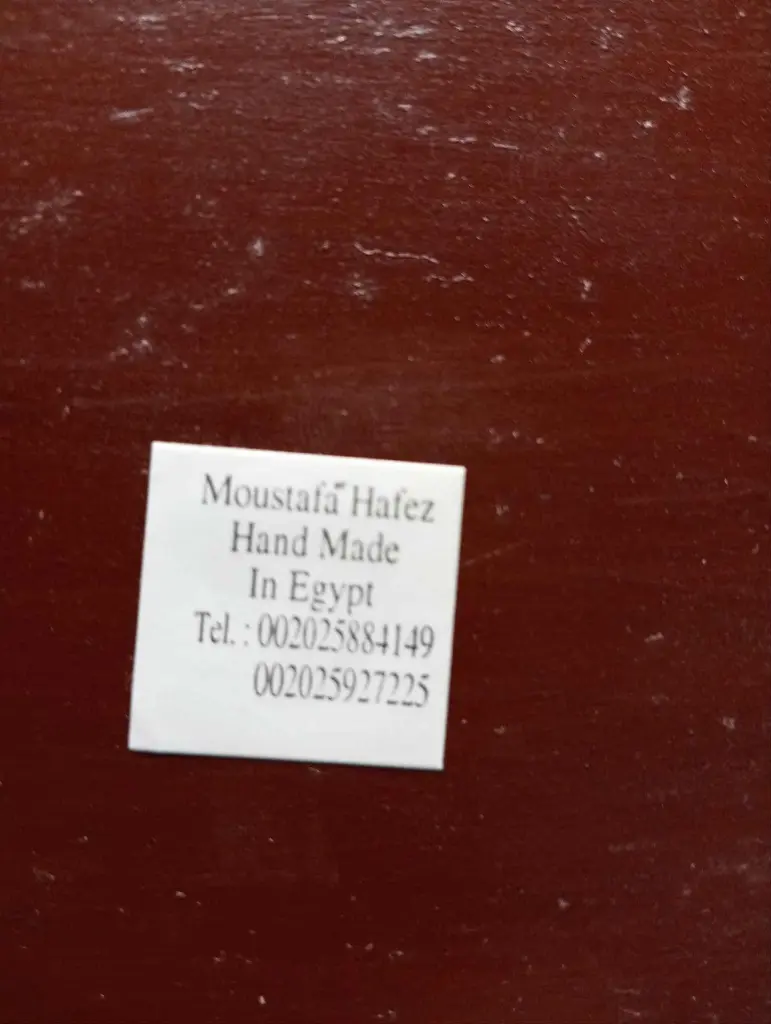 Moustafa Hafez
Hand Made
In Egypt
Tel. : 002025884149
002025927225